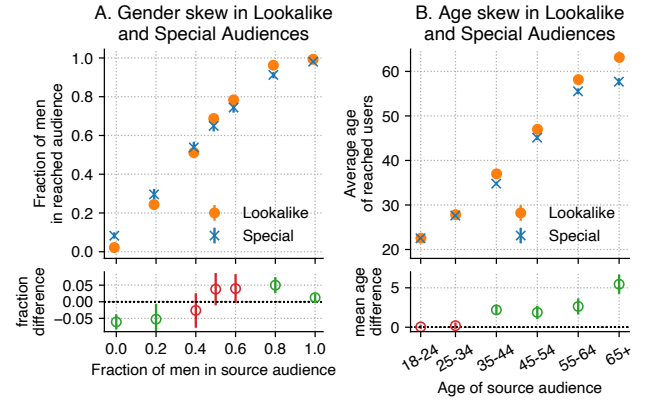 A. Gender skew in Lookalike
and Special Audiences
Fraction of men
in reached audience
1.0
0.8
0.6
0.4
0.2
0.0
Lookalike
Special
fraction
difference
0.05
0.00
−0.05
0.0 0.2 0.4 0.6 0.8 1.0
Fraction of men in source audience
B. Age skew in Lookalike
and Special Audiences
Average age
of reached users
60
50
40
30
20
Lookalike
Special
mean age
difference
5
0
18-24 25-34 35-44 45-54 55-64 65+
Age of source audience